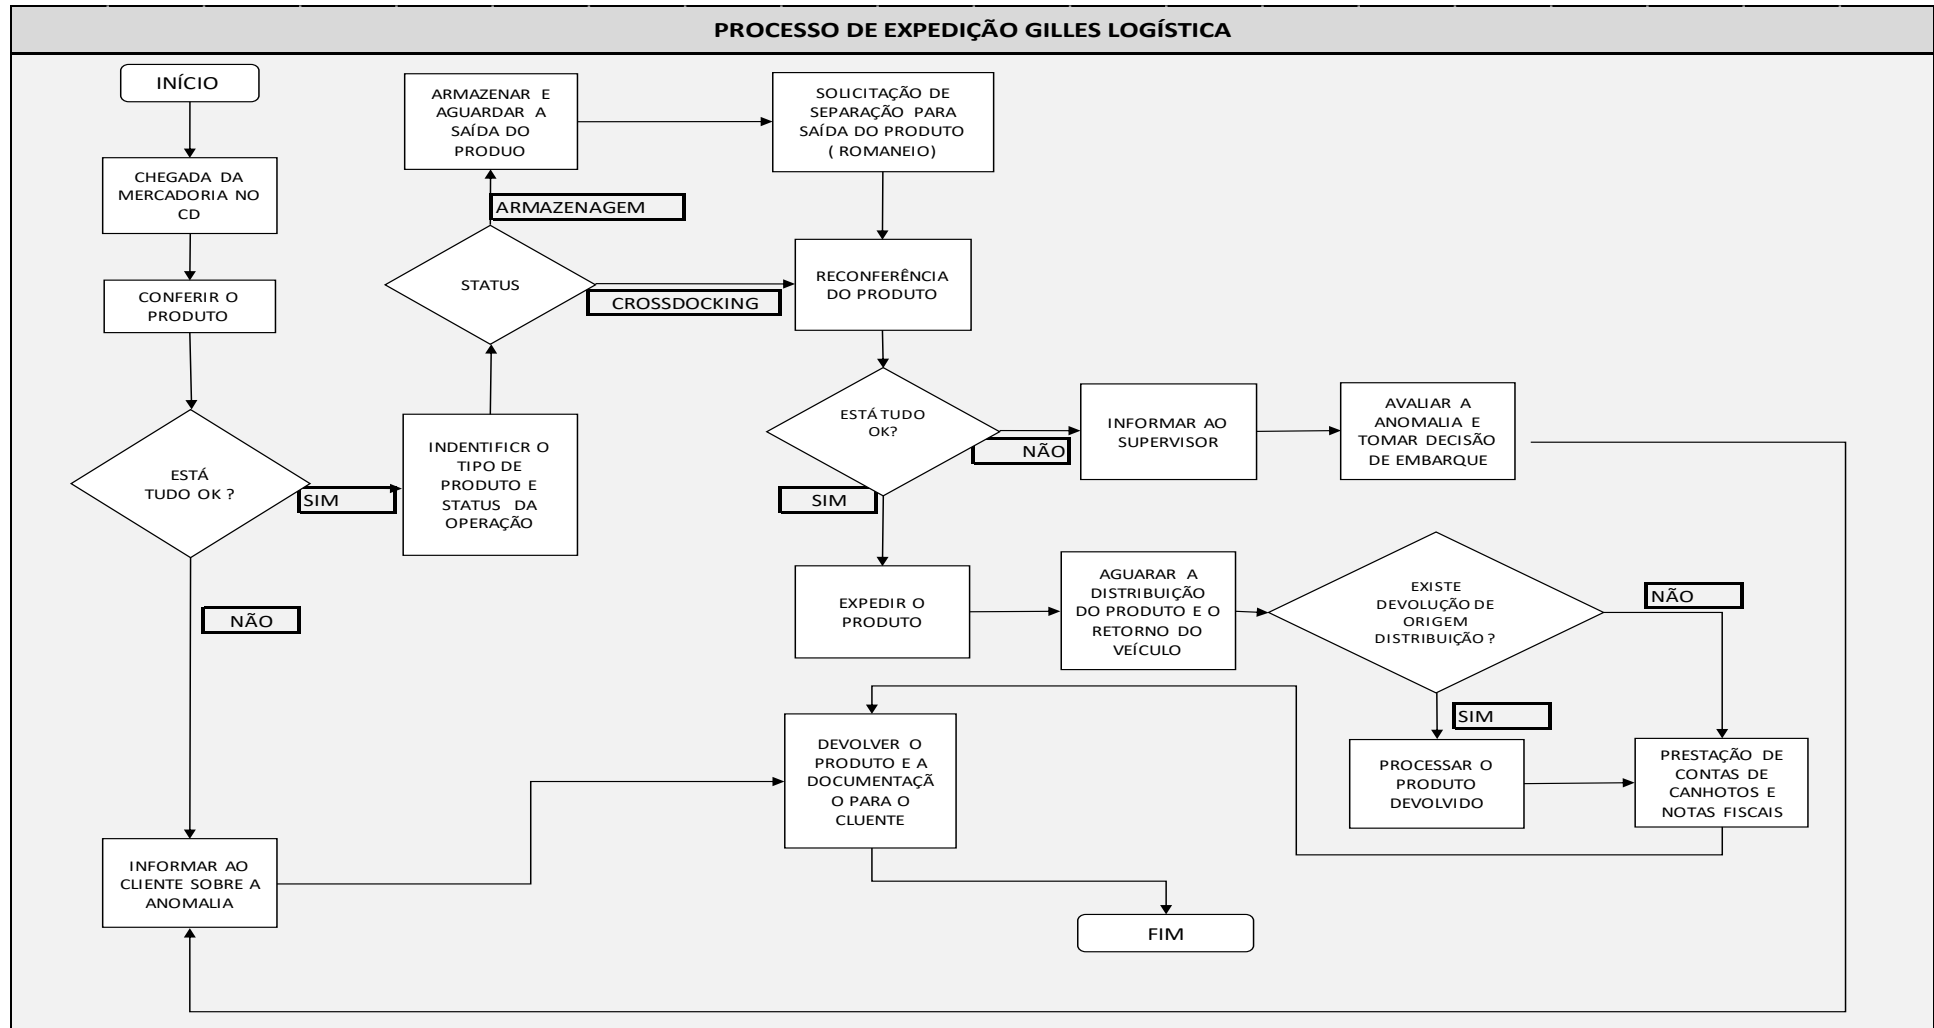 PROCESSO DE EXPEDIÇÃO GILLES LOGÍSTICA
INÍCIO
CHEGADA DA
MERCADORIA NO
CD
CONFERIR O
PRODUTO
ESTÁ
TUDO OK ?
SIM
NÃO
INDENTIFICR O
TIPO DE
PRODUTO E
STATUS DA
OPERAÇÃO
STATUS
ARMAZENAGEM
CROSSDOCKING
ARMAZENAR E
AGUARDAR A
SAÍDA DO
PRODUO
SOLICITAÇÃO DE
SEPARAÇÃO PARA
SAÍDA DO PRODUTO
( ROMANEIO)
RECONFERÊNCIA
DO PRODUTO
ESTÁ TUDO
OK?
NÃO
SIM
INFORMAR AO
SUPERVISOR
AVALIAR A
ANOMALIA E
TOMAR DECISÃO
DE EMBARQUE
EXPEDIR O
PRODUTO
AGUARAR A
DISTRIBUIÇÃO
DO PRODUTO E O
RETORNO DO
VEÍCULO
EXISTE
DEVOLUÇÃO DE
ORIGEM
DISTRIBUIÇÃO ?
NÃO
SIM
PROCESSAR O
PRODUTO
DEVOLVIDO
PRESTAÇÃO DE
CONTAS DE
CANHOTOS E
NOTAS FISCAIS
DEVOLVER O
PRODUTO E A
DOCUMENTAÇÃ
O PARA O
CLUENTE
INFORMAR AO
CLIENTE SOBRE A
ANOMALIA
FIM